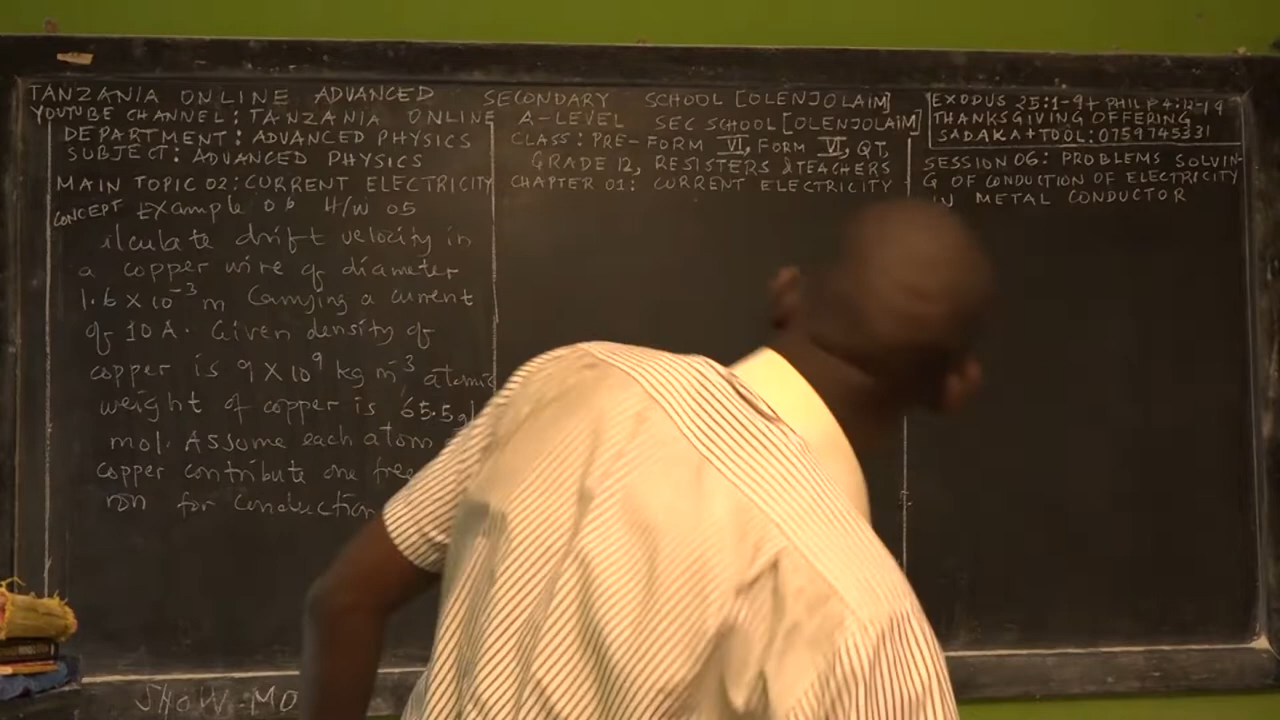 TANZANIA ONLINE ADVANCED SECONDARY SCHOOL [OLENJOLAIM]
YOUTUBE CHANNEL: TANZANIA ONLINE A-LEVEL SEC SCHOOL [OLENJOLAIM]
DEPARTMENT: ADVANCED PHYSICS
SUBJECT: ADVANCED PHYSICS
MAIN TOPIC 02: CURRENT ELECTRICITY
CONCEPT Example 06 H/W 05
alculate drift velocity in
a copper wire of diameter
1.6 × 10⁻³ m Carrying a current
of 10 A. Given density of
copper is 9 × 10⁹ kg m⁻³, atomic
weight of copper is 65.5 g
mol. Assume each atom
copper contribute one free
ron for conduction
CLASS: PRE-FORM VI, FORM VI, QT,
GRADE 12, RESISTERS & TEACHERS
CHAPTER 01: CURRENT ELECTRICITY
EXODUS 25:1-9 + PHILP 4:12-19
THANKSGIVING OFFERING
SADAKA + TOOL: 0759745331
SESSION 06: PROBLEMS SOLVIN-
G OF CONDUCTION OF ELECTRICITY
IN METAL CONDUCTOR
SHOW MO